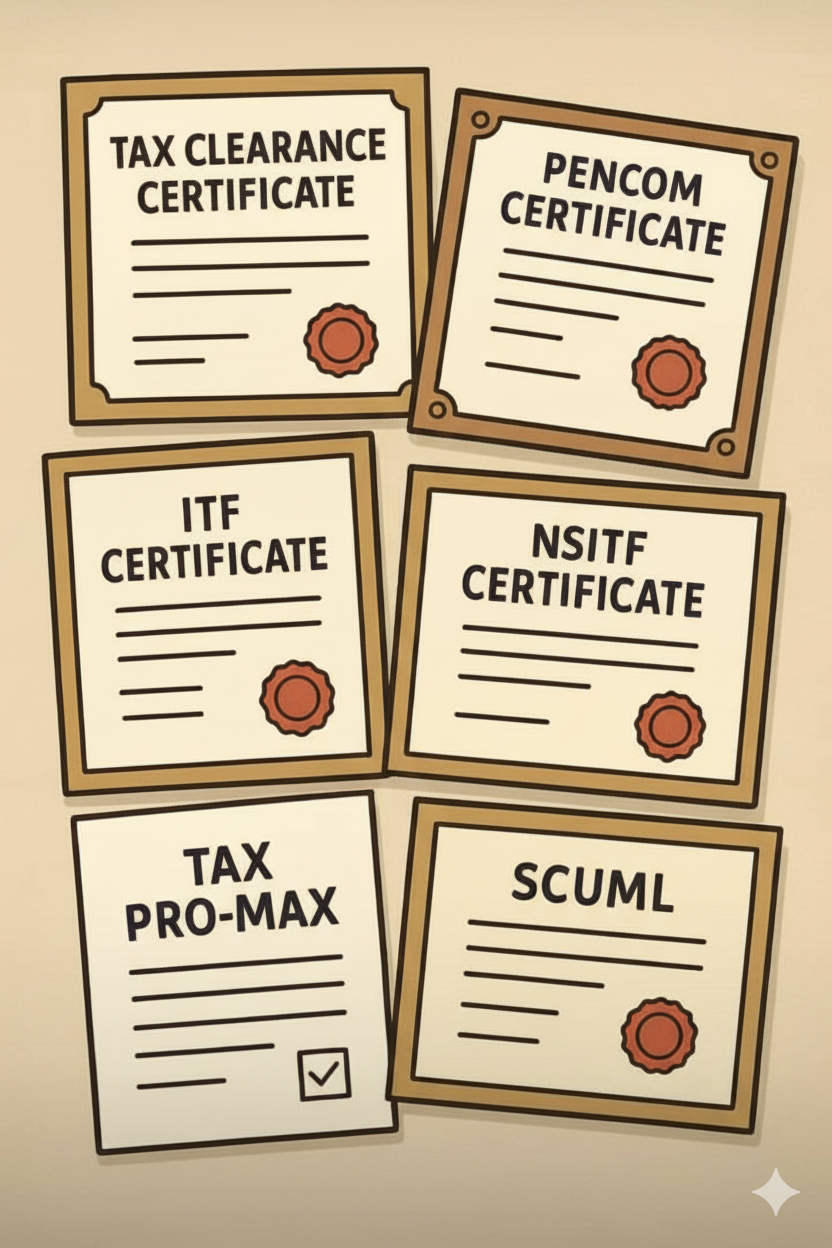 TAX CLEARANCE
CERTIFICATE
PENCOM
CERTIFICATE
ITF
CERTIFICATE
NSITF
CERTIFICATE
TAX
PRO-MAX
SCUML